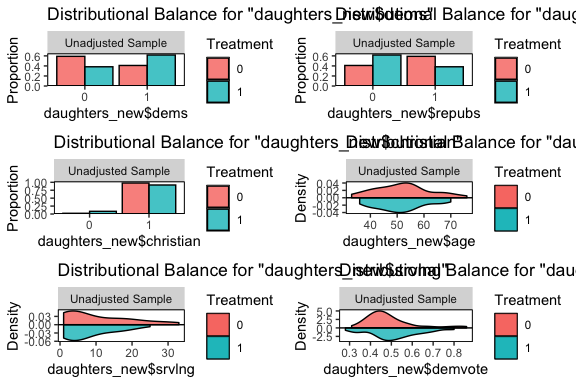 Distributional Balance for "daughters_new$dems"
Unadjusted Sample
Proportion
0.6
0.4
0.2
0.0
0 1
daughters_new$dems
Treatment
0
1
Distributional Balance for "dau
Unadjusted Sample
Proportion
0.6
0.4
0.2
0.0
0 1
daughters_new$repubs
Treatment
0
1
Distributional Balance for "daughters_new$christian"
Unadjusted Sample
Proportion
1.00
0.75
0.50
0.25
0.00
0 1
daughters_new$christian
Treatment
0
1
Distributional Balance for "dau
Unadjusted Sample
Density
0.04
0.02
0.00
-0.02
-0.04
40 50 60 70
daughters_new$age
Treatment
0
1
Distributional Balance for "daughters_new$srvlng"
Unadjusted Sample
Density
0.03
0.00
-0.03
-0.06
0 10 20 30
daughters_new$srvlng
Treatment
0
1
Distributional Balance for "dau
Unadjusted Sample
Density
5.0
2.5
0.0
-2.5
0.3 0.4 0.5 0.6 0.7 0.8
daughters_new$demvote
Treatment
0
1